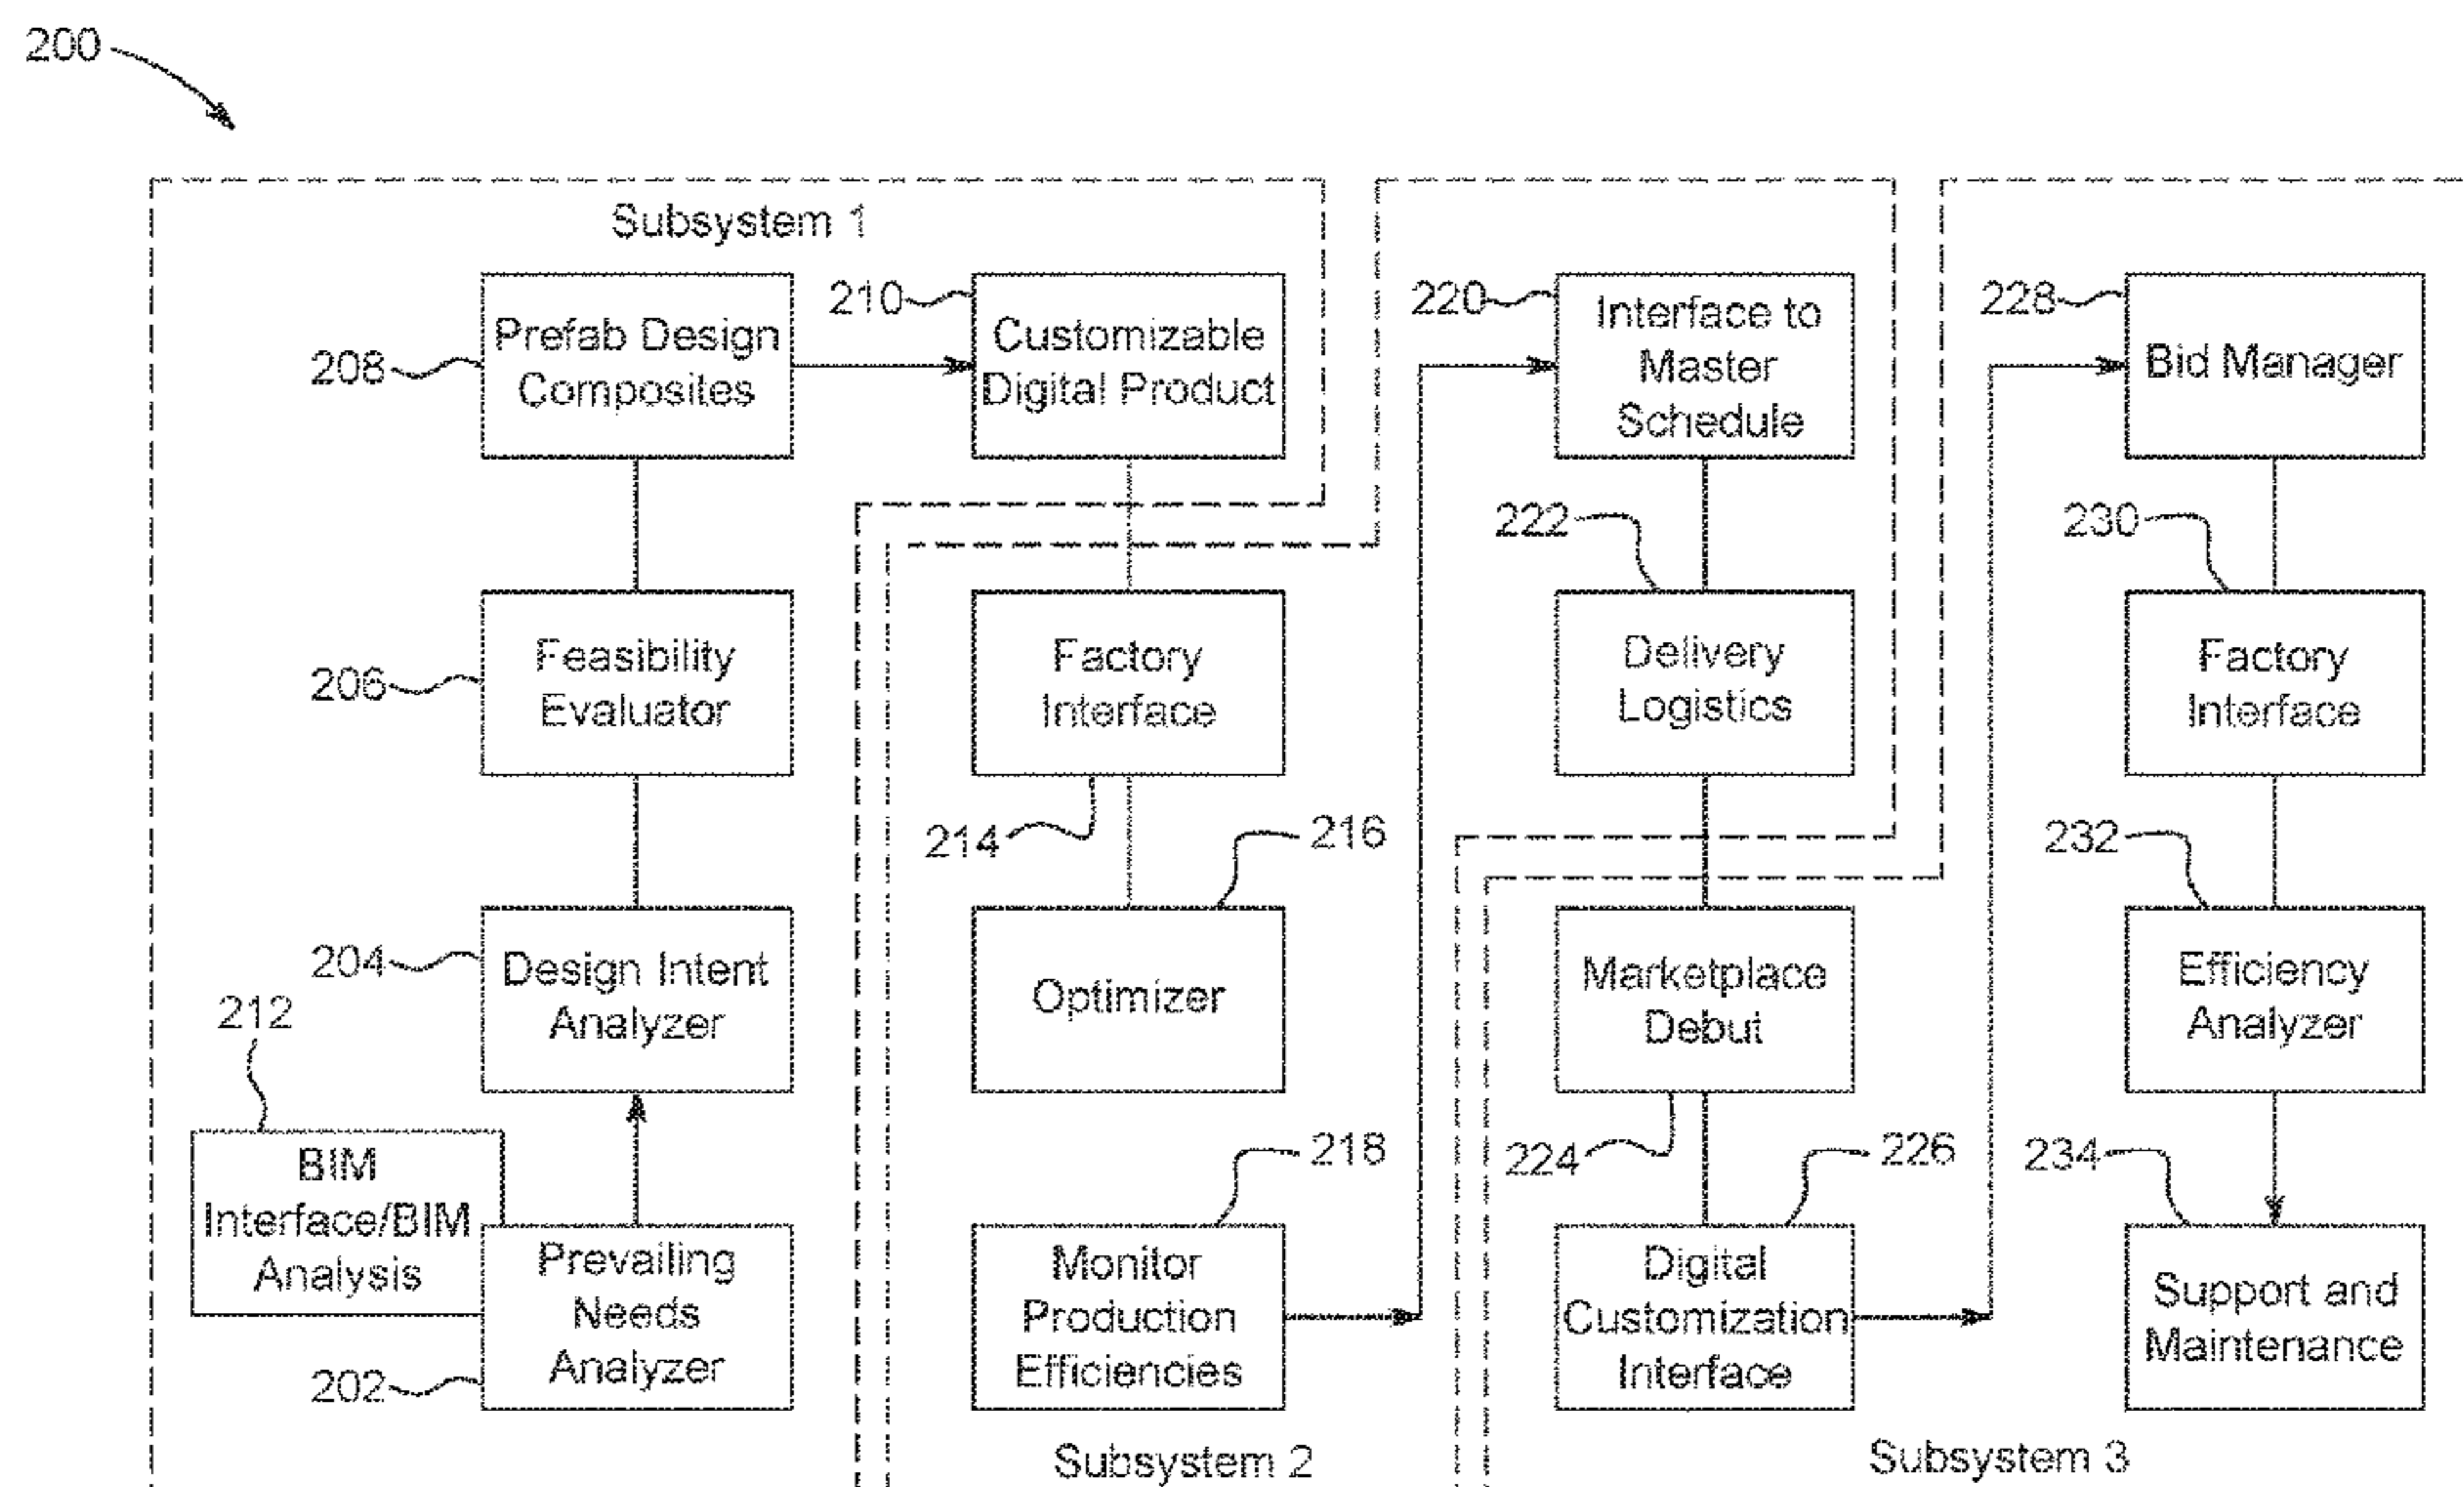 200
Subsystem 1
208
Prefab Design
Composites
210
Customizable
Digital Product
206
Feasibility
Evaluator
204
Design Intent
Analyzer
212
BIM
Interface/BIM
Analysis
202
Prevailing
Needs
Analyzer
Factory
Interface
214
216
Optimizer
218
Monitor
Production
Efficiencies
Subsystem 2
220
Interface to
Master
Schedule
222
Delivery
Logistics
Marketplace
Debut
224
226
Digital
Customization
Interface
228
Bid Manager
230
Factory
Interface
232
Efficiency
Analyzer
234
Support and
Maintenance
Subsystem 3